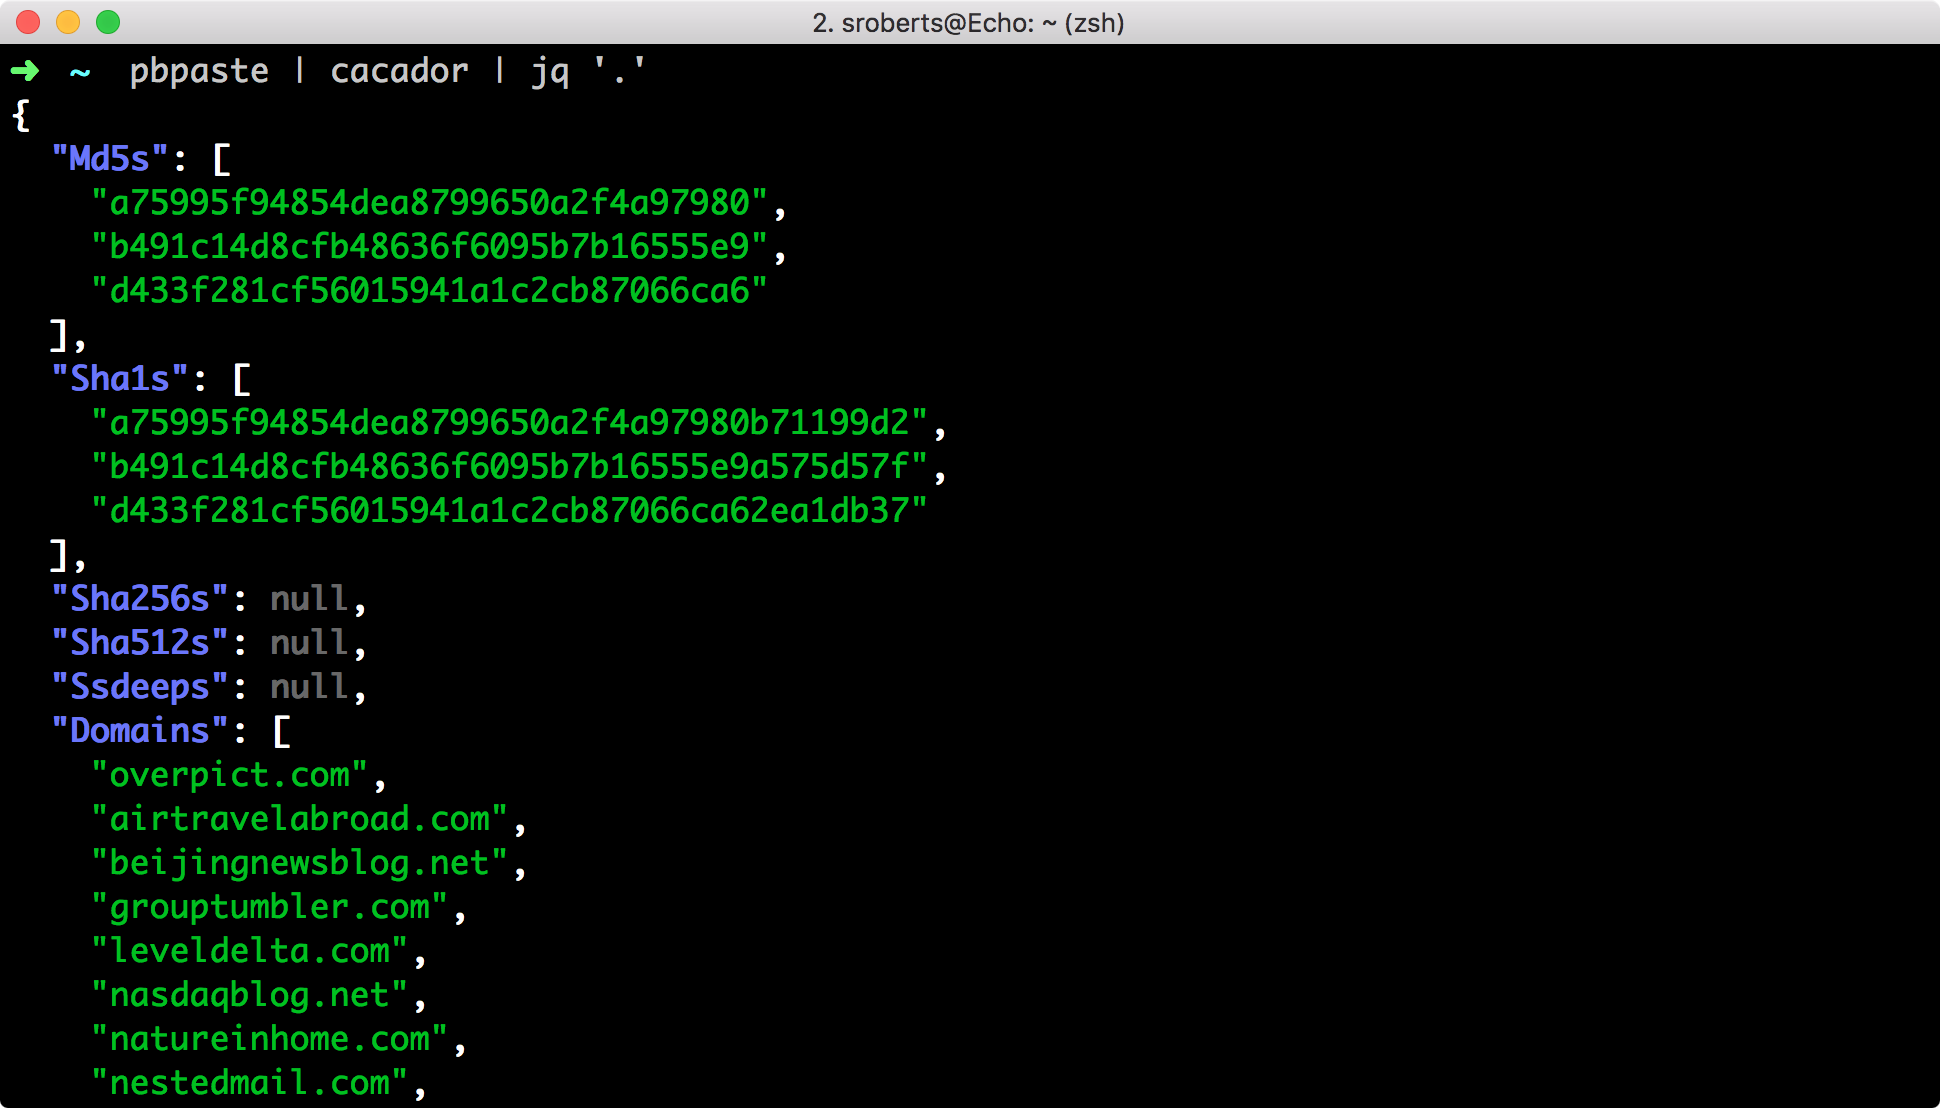 2. sroberts@Echo: ~ (zsh)
➜ ~ pbpaste | cacador | jq '.'
{
  "Md5s": [
    "a75995f94854dea8799650a2f4a97980",
    "b491c14d8cfb48636f6095b7b16555e9",
    "d433f281cf56015941a1c2cb87066ca6"
  ],
  "Sha1s": [
    "a75995f94854dea8799650a2f4a97980b71199d2",
    "b491c14d8cfb48636f6095b7b16555e9a575d57f",
    "d433f281cf56015941a1c2cb87066ca62ea1db37"
  ],
  "Sha256s": null,
  "Sha512s": null,
  "Ssdeeps": null,
  "Domains": [
    "overpict.com",
    "airtravelabroad.com",
    "beijingnewsblog.net",
    "grouptumbler.com",
    "leveldelta.com",
    "nasdaqblog.net",
    "natureinhome.com",
    "nestedmail.com",